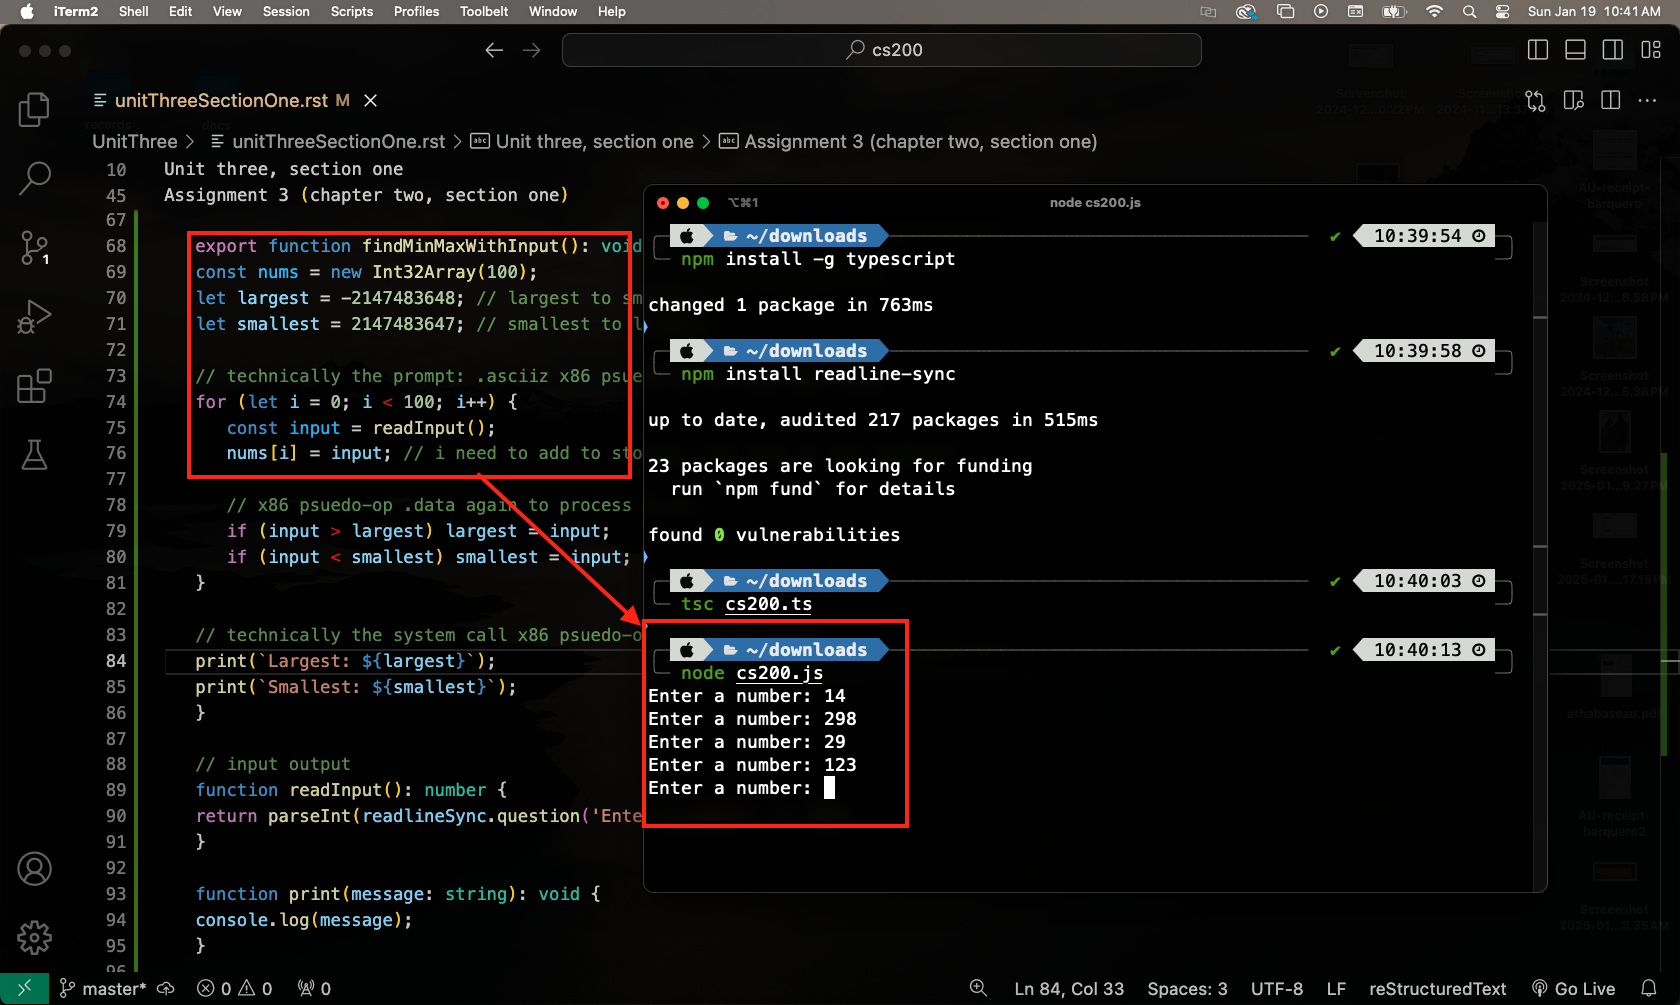 iTerm2 Shell Edit View Session Scripts Profiles Toolbelt Window Help Sun Jan 19 10:41 AM
cs200
unitThreeSectionOne.rst M
UnitThree > unitThreeSectionOne.rst > Unit three, section one > Assignment 3 (chapter two, section one)
10 Unit three, section one
45 Assignment 3 (chapter two, section one)
67
68 export function findMinMaxWithInput(): void
69 const nums = new Int32Array(100);
70 let largest = -2147483648; // largest to sm
71 let smallest = 2147483647; // smallest to l
72
73 // technically the prompt: .asciiz x86 psue
74 for (let i = 0; i < 100; i++) {
75 const input = readInput();
76 nums[i] = input; // i need to add to sto
77
78 // x86 psuedo-op .data again to process
79 if (input > largest) largest = input;
80 if (input < smallest) smallest = input;
81 }
82
83 // technically the system call x86 psuedo-o
84 print(`Largest: ${largest}`);
85 print(`Smallest: ${smallest}`);
86 }
87
88 // input output
89 function readInput(): number {
90 return parseInt(readlineSync.question('Ente
91 }
92
93 function print(message: string): void {
94 console.log(message);
95 }
96
⌥⌘1 node cs200.js
~/downloads ✔ 10:39:54
npm install -g typescript
changed 1 package in 763ms
~/downloads ✔ 10:39:58
npm install readline-sync
up to date, audited 217 packages in 515ms
23 packages are looking for funding
run `npm fund` for details
found 0 vulnerabilities
~/downloads ✔ 10:40:03
tsc cs200.ts
~/downloads ✔ 10:40:13
node cs200.js
Enter a number: 14
Enter a number: 298
Enter a number: 29
Enter a number: 123
Enter a number:
1
master* 0 0 0 Ln 84, Col 33 Spaces: 3 UTF-8 LF reStructuredText Go Live